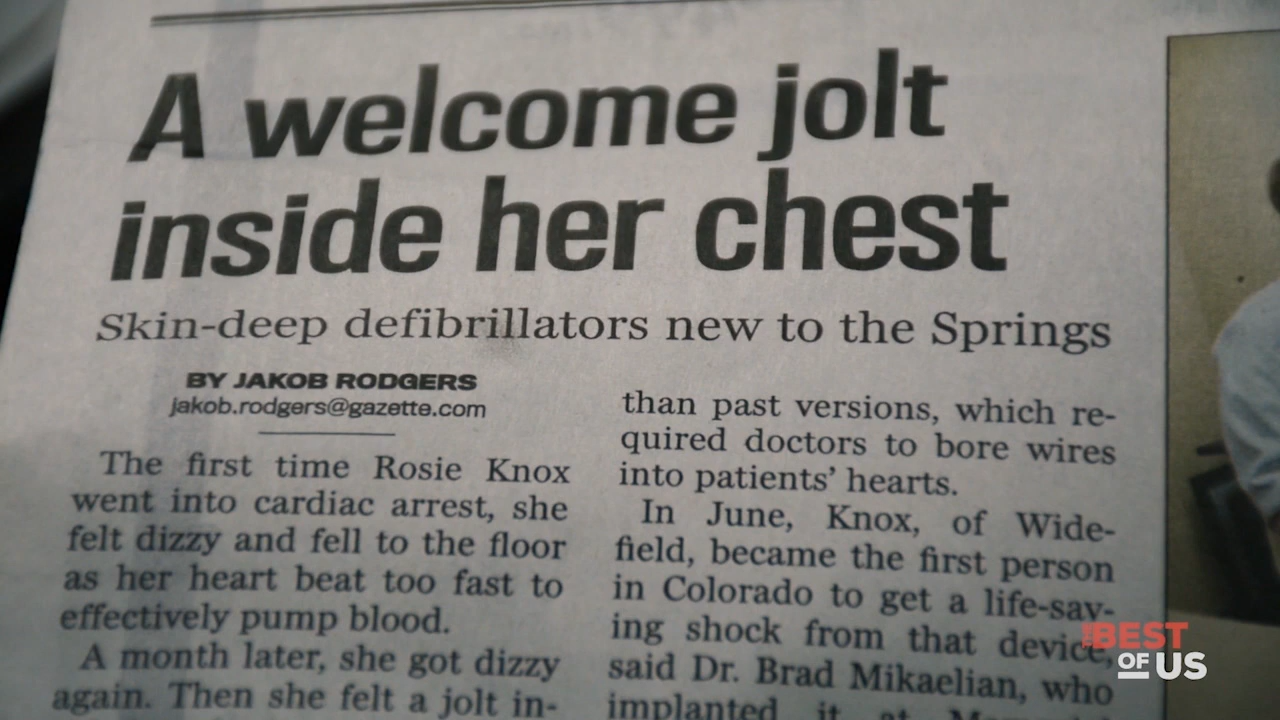 A welcome jolt
inside her chest
Skin-deep defibrillators new to the Springs
BY JAKOB RODGERS
jakob.rodgers@gazette.com
The first time Rosie Knox
went into cardiac arrest, she
felt dizzy and fell to the floor
as her heart beat too fast to
effectively pump blood.
A month later, she got dizzy
again. Then she felt a jolt in-
than past versions, which re-
quired doctors to bore wires
into patients' hearts.
In June, Knox, of Wide-
field, became the first person
in Colorado to get a life-sav-
ing shock from that device,
said Dr. Brad Mikaelian, who
implanted it at
THE BEST
OF US